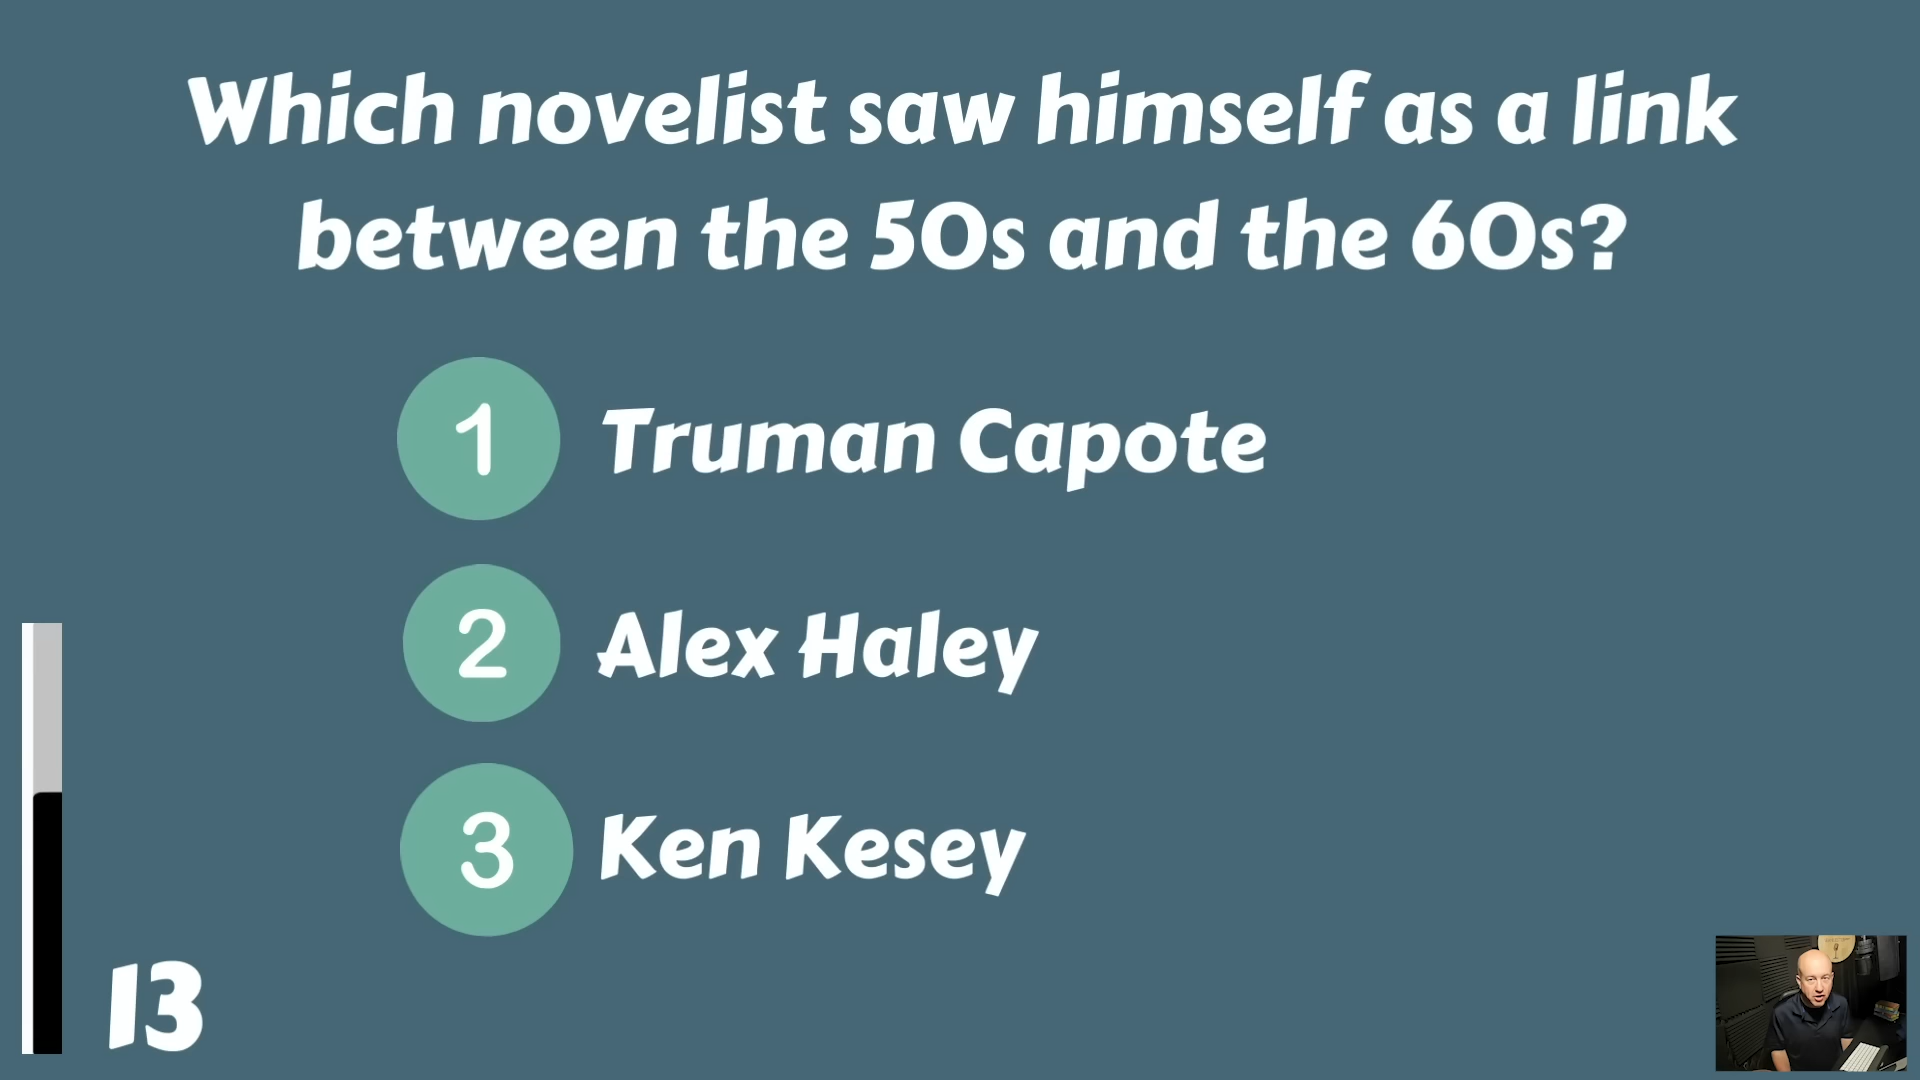 Which novelist saw himself as a link
between the 50s and the 60s?
1 Truman Capote
2 Alex Haley
3 Ken Kesey
13